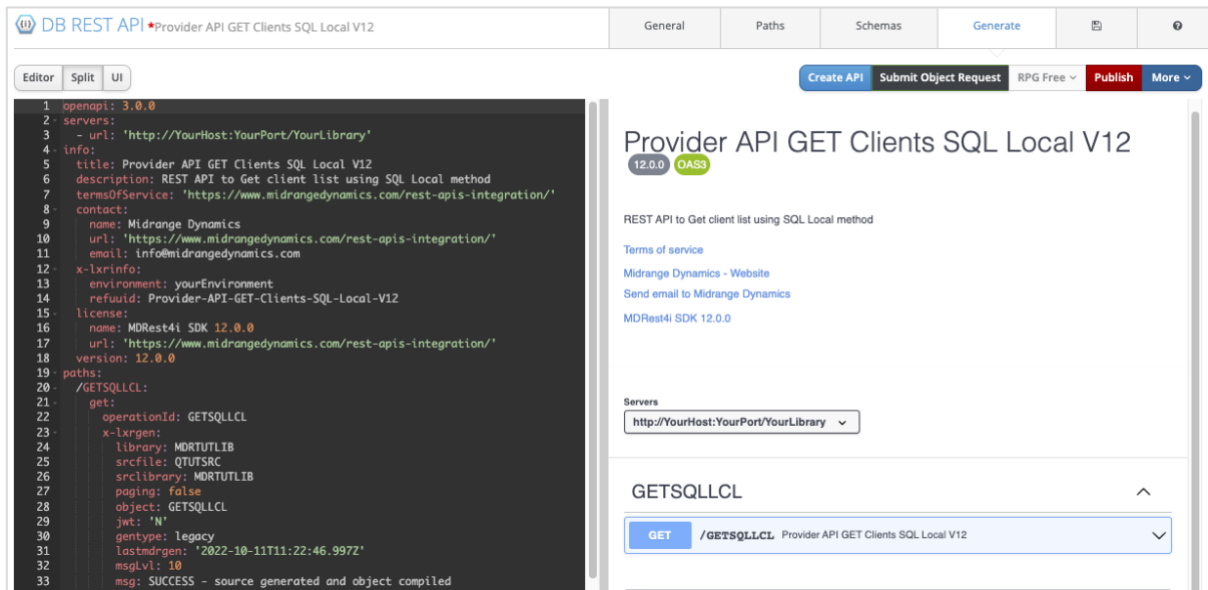 DB REST API *Provider API GET Clients SQL Local V12
General
Paths
Schemas
Generate
Editor
Split
UI
Create API
Submit Object Request
RPG Free
Publish
More
1 openapi: 3.0.0
2 servers:
3 - url: 'http://YourHost:YourPort/YourLibrary'
4 info:
5 title: Provider API GET Clients SQL Local V12
6 description: REST API to Get client list using SQL Local method
7 termsOfService: 'https://www.midrangedynamics.com/rest-apis-integration/'
8 contact:
9 name: Midrange Dynamics
10 url: 'https://www.midrangedynamics.com/rest-apis-integration/'
11 email: info@midrangedynamics.com
12 x-lxrinfo:
13 environment: yourEnvironment
14 refuuid: Provider-API-GET-Clients-SQL-Local-V12
15 license:
16 name: MDRest4i SDK 12.0.0
17 url: 'https://www.midrangedynamics.com/rest-apis-integration/'
18 version: 12.0.0
19 paths:
20 /GETSQLLCL:
21 get:
22 operationId: GETSQLLCL
23 x-lxrgen:
24 library: MDRTUTLIB
25 srcfile: QTUTSRC
26 srclibrary: MDRTUTLIB
27 paging: false
28 object: GETSQLLCL
29 jwt: 'N'
30 gentype: legacy
31 lastmdrgen: '2022-10-11T11:22:46.997Z'
32 msgLvl: 10
33 msg: SUCCESS - source generated and object compiled
Provider API GET Clients SQL Local V12
12.0.0 OAS3
REST API to Get client list using SQL Local method
Terms of service
Midrange Dynamics - Website
Send email to Midrange Dynamics
MDRest4i SDK 12.0.0
Servers
http://YourHost:YourPort/YourLibrary
GETSQLLCL
GET /GETSQLLCL Provider API GET Clients SQL Local V12